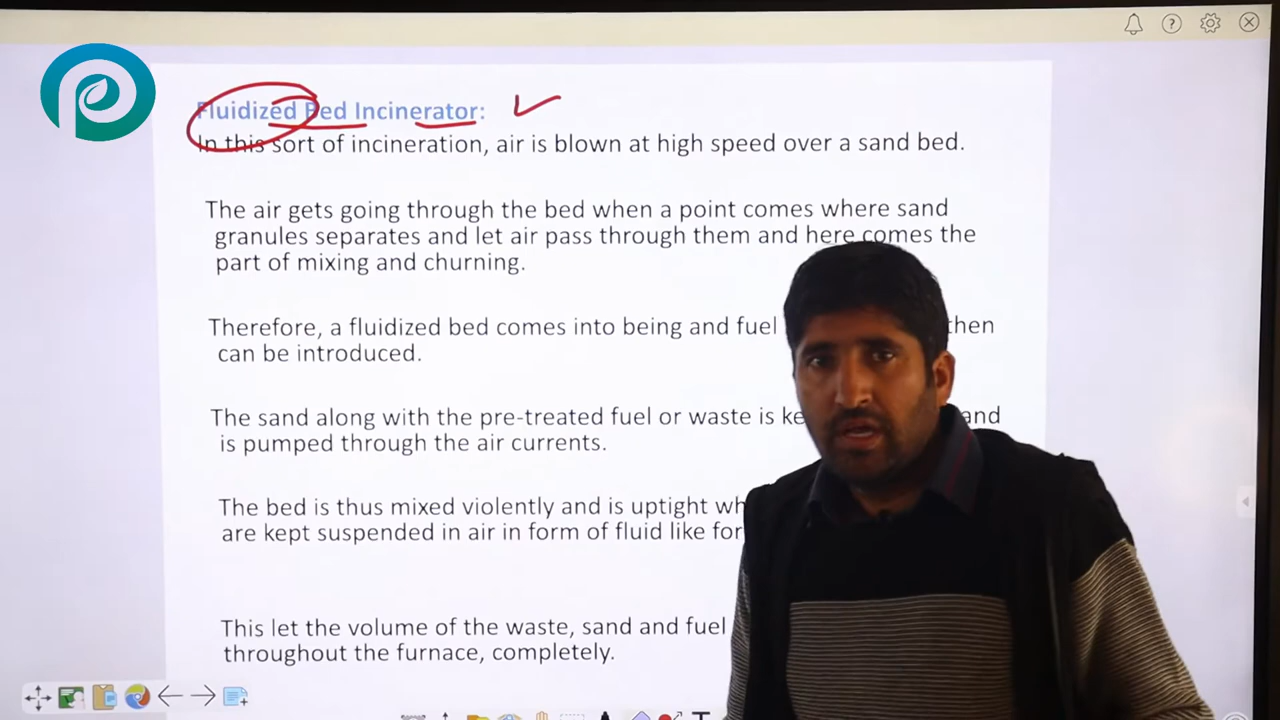 Fluidized Bed Incinerator:
In this sort of incineration, air is blown at high speed over a sand bed.
The air gets going through the bed when a point comes where sand
granules separates and let air pass through them and here comes the
part of mixing and churning.
Therefore, a fluidized bed comes into being and fuel then
can be introduced.
The sand along with the pre-treated fuel or waste is and
is pumped through the air currents.
The bed is thus mixed violently and is uptight
are kept suspended in air in form of fluid like
This let the volume of the waste, sand and fuel
throughout the furnace, completely.